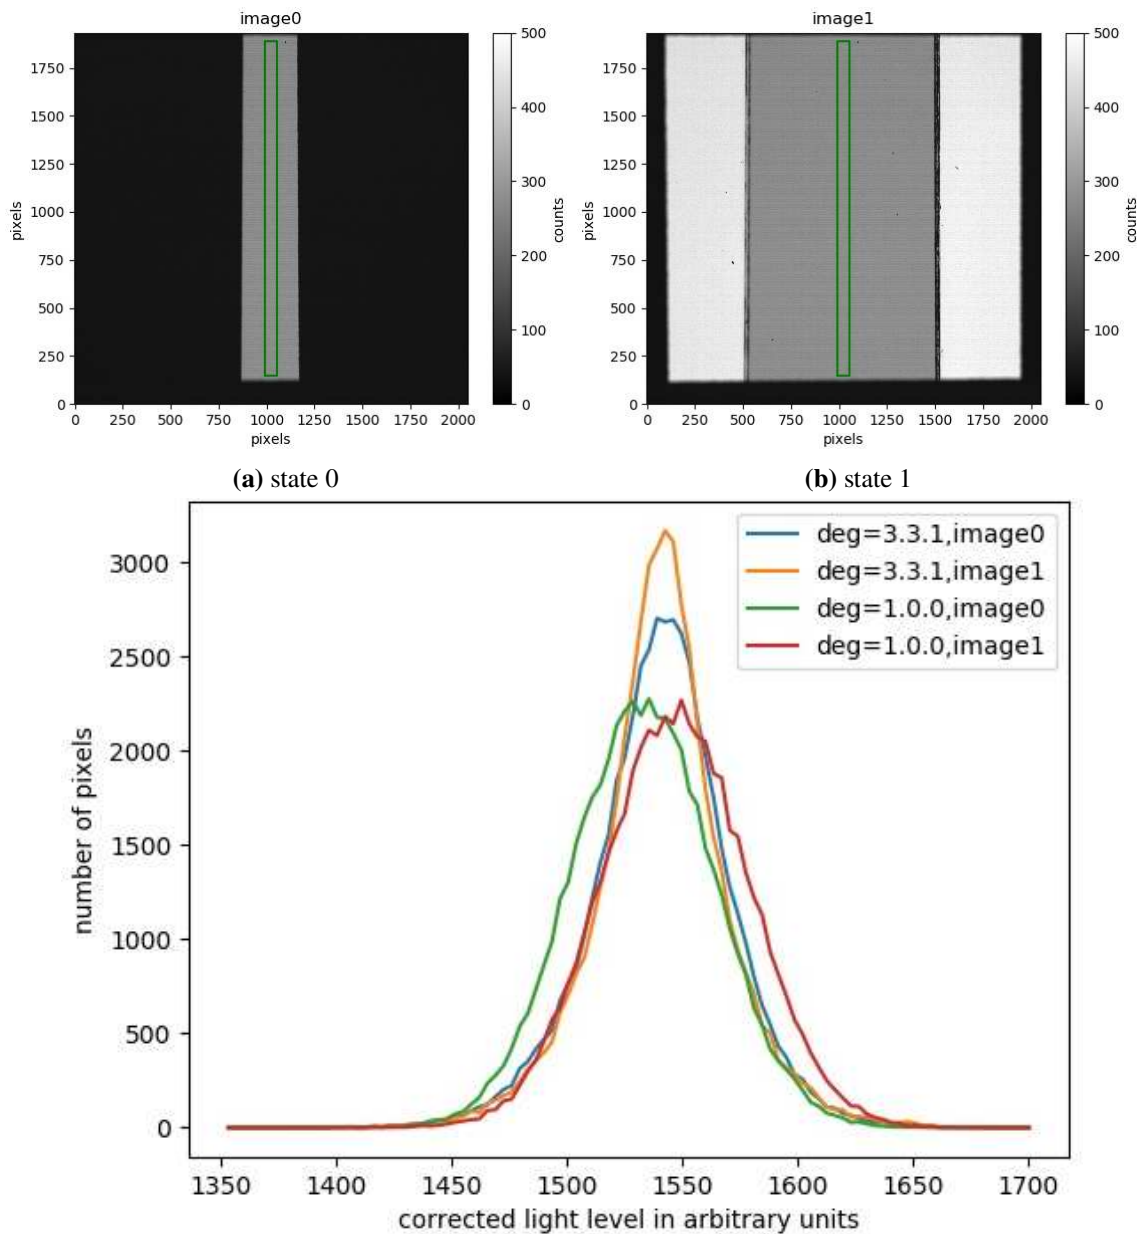 image0
image1
pixels
1750
1500
1250
1000
750
500
250
0
0 250 500 750 1000 1250 1500 1750 2000
pixels
500
400
300
200
100
0
counts
pixels
1750
1500
1250
1000
750
500
250
0
0 250 500 750 1000 1250 1500 1750 2000
pixels
500
400
300
200
100
0
counts
(a) state 0
(b) state 1
deg=3.3.1,image0
deg=3.3.1,image1
deg=1.0.0,image0
deg=1.0.0,image1
number of pixels
3000
2500
2000
1500
1000
500
0
1350 1400 1450 1500 1550 1600 1650 1700
corrected light level in arbitrary units